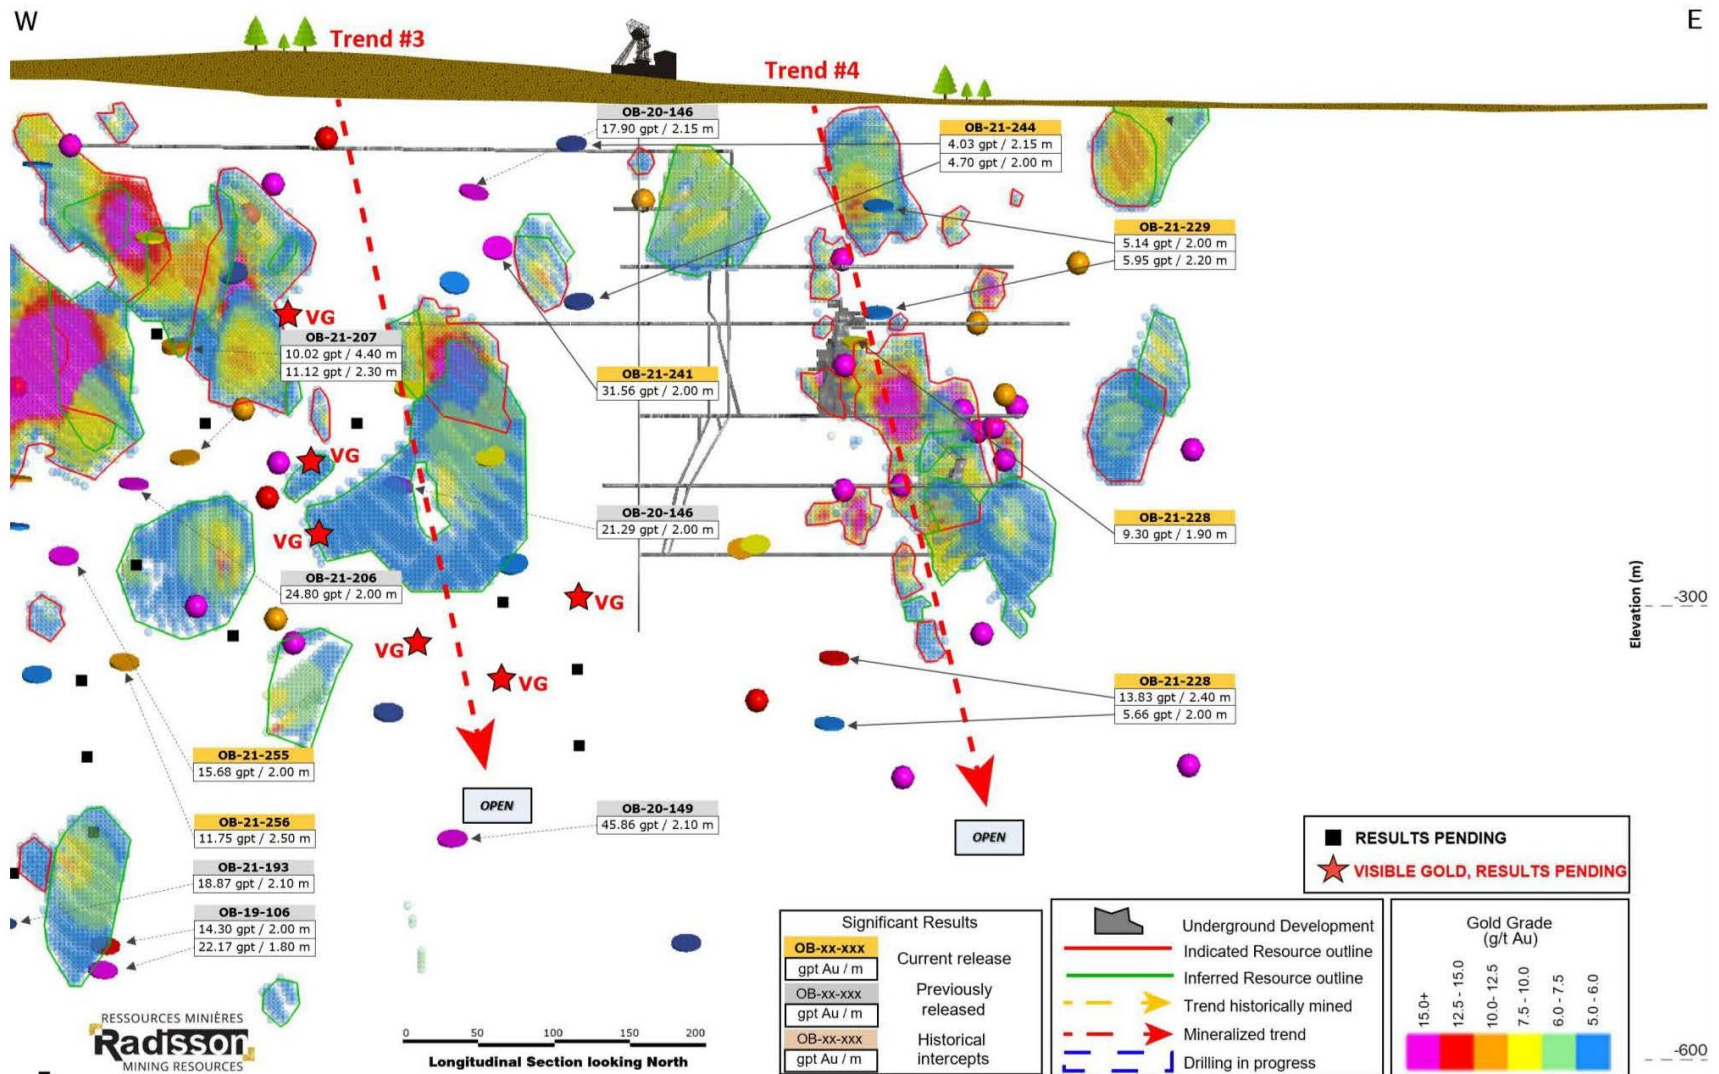 W
E
Trend #3
Trend #4
OB-20-146
17.90 gpt / 2.15 m
OB-21-244
4.03 gpt / 2.15 m
4.70 gpt / 2.00 m
OB-21-229
5.14 gpt / 2.00 m
5.95 gpt / 2.20 m
VG
OB-21-207
10.02 gpt / 4.40 m
11.12 gpt / 2.30 m
OB-21-241
31.56 gpt / 2.00 m
VG
OB-20-146
21.29 gpt / 2.00 m
OB-21-228
9.30 gpt / 1.90 m
VG
OB-21-206
24.80 gpt / 2.00 m
VG
Elevation (m)
-300
VG
VG
OB-21-228
13.83 gpt / 2.40 m
5.66 gpt / 2.00 m
OB-21-255
15.68 gpt / 2.00 m
OPEN
OB-20-149
45.86 gpt / 2.10 m
OPEN
OB-21-256
11.75 gpt / 2.50 m
OB-21-193
18.87 gpt / 2.10 m
OB-19-106
14.30 gpt / 2.00 m
22.17 gpt / 1.80 m
RESULTS PENDING
VISIBLE GOLD, RESULTS PENDING
Significant Results
OB-xx-xxx
gpt Au / m
Current release
OB-xx-xxx
gpt Au / m
Previously
released
OB-xx-xxx
gpt Au / m
Historical
intercepts
Underground Development
Indicated Resource outline
Inferred Resource outline
Trend historically mined
Mineralized trend
Drilling in progress
Gold Grade
(g/t Au)
15.0+
12.5 - 15.0
10.0- 12.5
7.5 - 10.0
6.0 - 7.5
5.0 - 6.0
-600
RESSOURCES MINIÈRES
Radisson
MINING RESOURCES
0 50 100 150 200
Longitudinal Section looking North